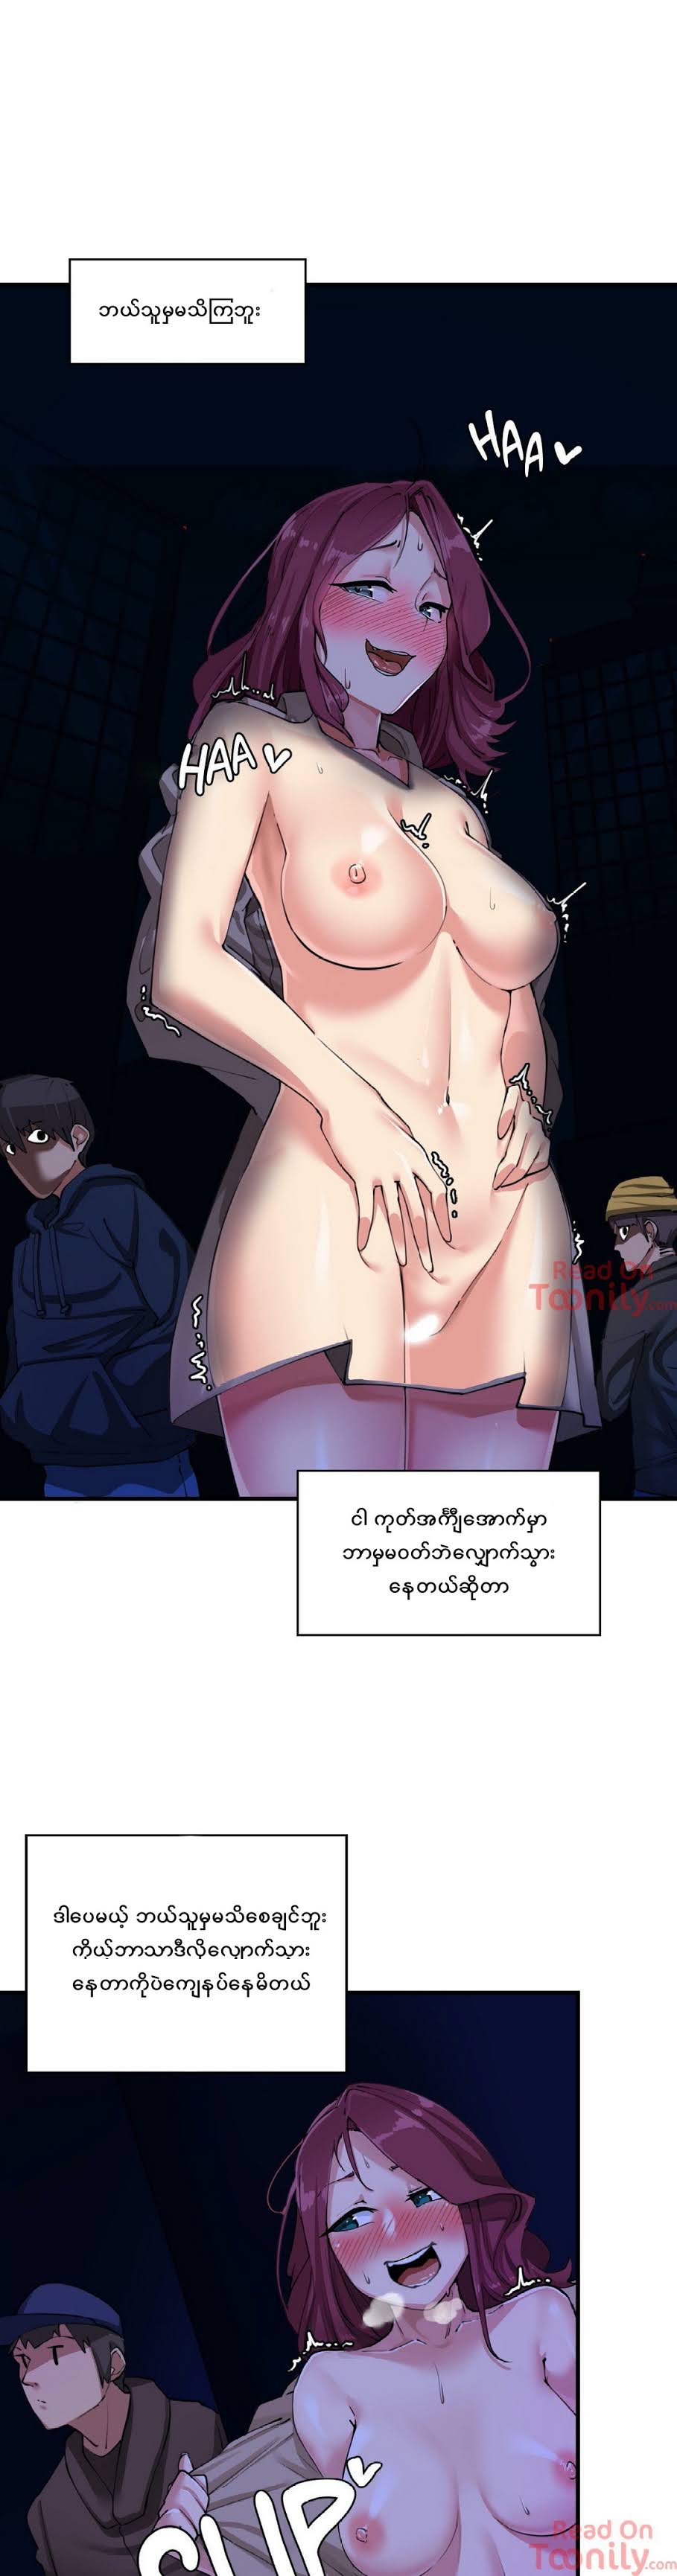 ဘယ်သူမှမသိကြဘူး
HAA
HAA
Read On
Toonily.com
ငါ ကုတ်အင်္ကျီအောက်မှာ
ဘာမှမဝတ်ဘဲလျှောက်သွား
နေတယ်ဆိုတာ
ဒါပေမယ့် ဘယ်သူမှမသိစေချင်ဘူး
ကိုယ့်ဘာသာဒီလိုလျှောက်သွား
နေတာကိုပဲကျေနပ်နေမိတယ်
SLIP
Read On
Toonily.com